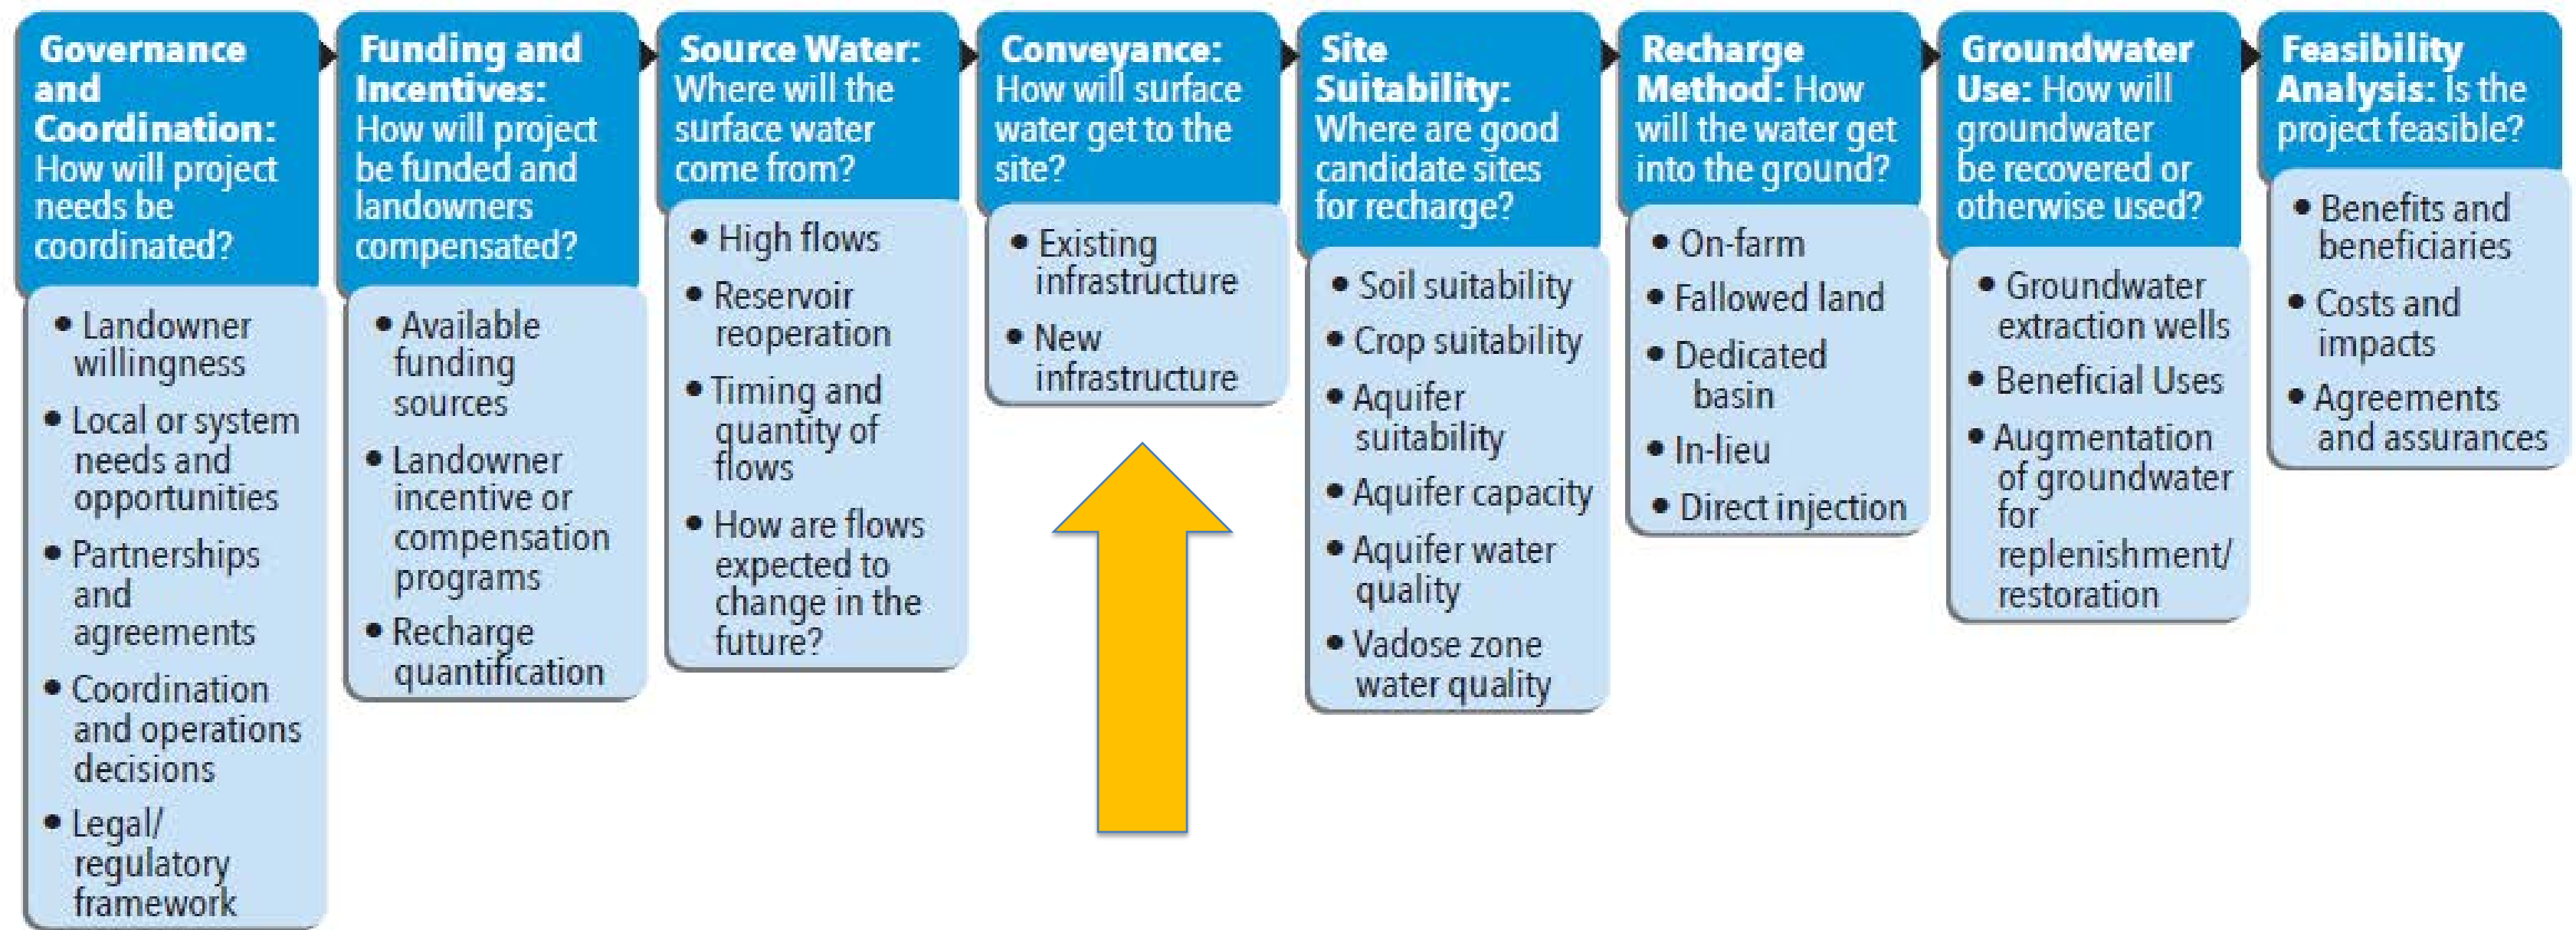 Governance
and
Coordination:
How will project
needs be
coordinated?
• Landowner
willingness
• Local or system
needs and
opportunities
• Partnerships
and
agreements
• Coordination
and operations
decisions
• Legal/
regulatory
framework
Funding and
Incentives:
How will project
be funded and
landowners
compensated?
• Available
funding
sources
• Landowner
incentive or
compensation
programs
• Recharge
quantification
Source Water:
Where will the
surface water
come from?
• High flows
• Reservoir
reoperation
• Timing and
quantity of
flows
• How are flows
expected to
change in the
future?
Conveyance:
How will surface
water get to the
site?
• Existing
infrastructure
• New
infrastructure
Site
Suitability:
Where are good
candidate sites
for recharge?
• Soil suitability
• Crop suitability
• Aquifer
suitability
• Aquifer capacity
• Aquifer water
quality
• Vadose zone
water quality
Recharge
Method: How
will the water get
into the ground?
• On-farm
• Fallowed land
• Dedicated
basin
• In-lieu
• Direct injection
Groundwater
Use: How will
groundwater
be recovered or
otherwise used?
• Groundwater
extraction wells
• Beneficial Uses
• Augmentation
of groundwater
for
replenishment/
restoration
Feasibility
Analysis: Is the
project feasible?
• Benefits and
beneficiaries
• Costs and
impacts
• Agreements
and assurances